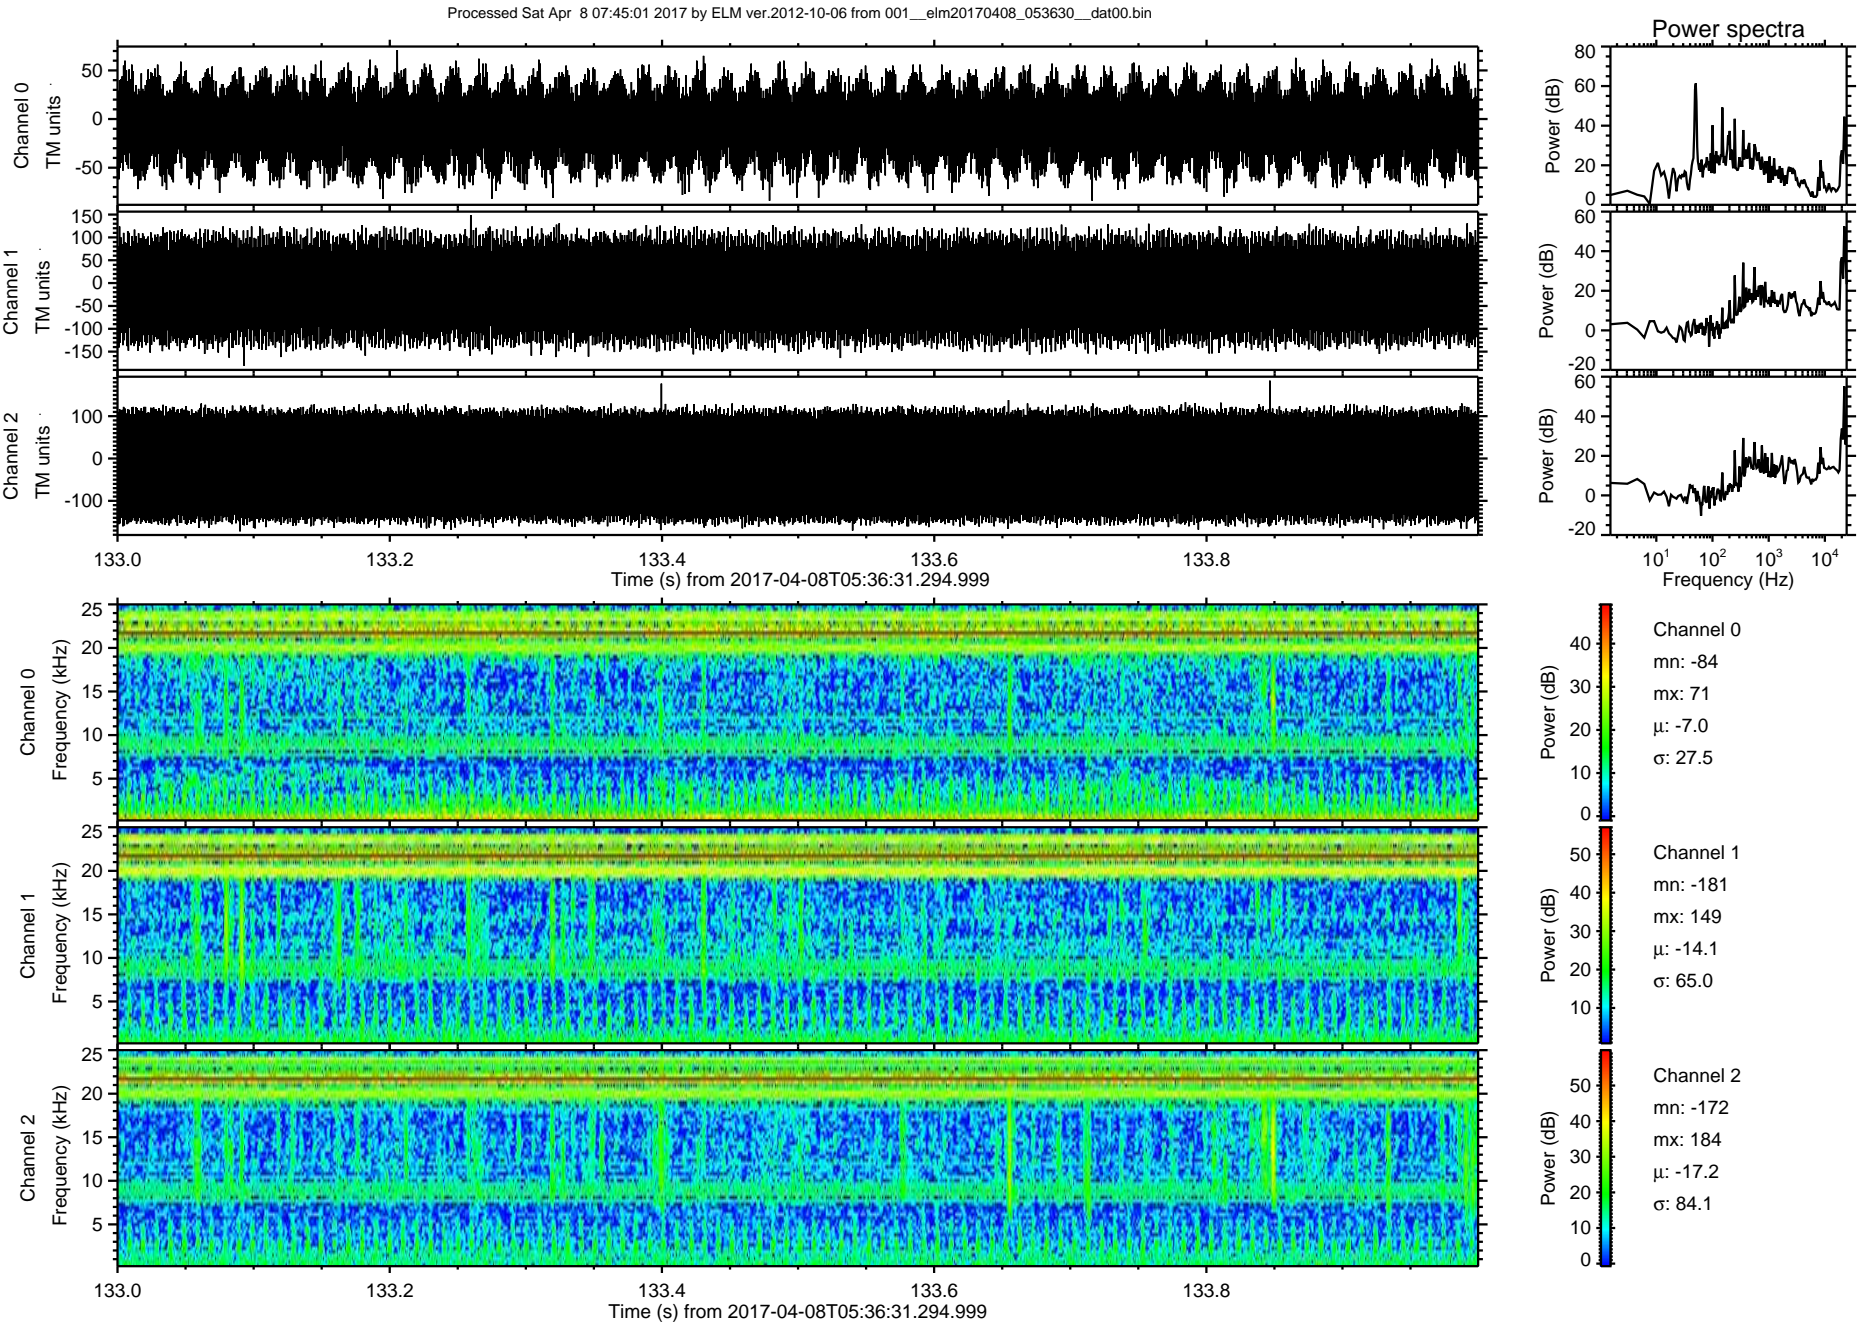 Processed Sat Apr  8 07:45:01 2017 by ELM ver.2012-10-06 from 001__elm20170408_053630__dat00.bin
Power spectra
Channel 0
TM units
50
0
-50
Power (dB)
80
60
40
20
0
Channel 1
TM units
150
100
50
0
-50
-100
-150
Power (dB)
60
40
20
0
-20
Channel 2
TM units
100
0
-100
Power (dB)
60
40
20
0
-20
133.0
133.2
133.4
133.6
133.8
Time (s) from 2017-04-08T05:36:31.294.999
10¹
10²
10³
10⁴
Frequency (Hz)
Channel 0
Frequency (kHz)
25
20
15
10
5
Power (dB)
40
30
20
10
0
Channel 0
mn: -84
mx: 71
μ: -7.0
σ: 27.5
Channel 1
Frequency (kHz)
25
20
15
10
5
Power (dB)
50
40
30
20
10
Channel 1
mn: -181
mx: 149
μ: -14.1
σ: 65.0
Channel 2
Frequency (kHz)
25
20
15
10
5
Power (dB)
50
40
30
20
10
0
Channel 2
mn: -172
mx: 184
μ: -17.2
σ: 84.1
133.0
133.2
133.4
133.6
133.8
Time (s) from 2017-04-08T05:36:31.294.999